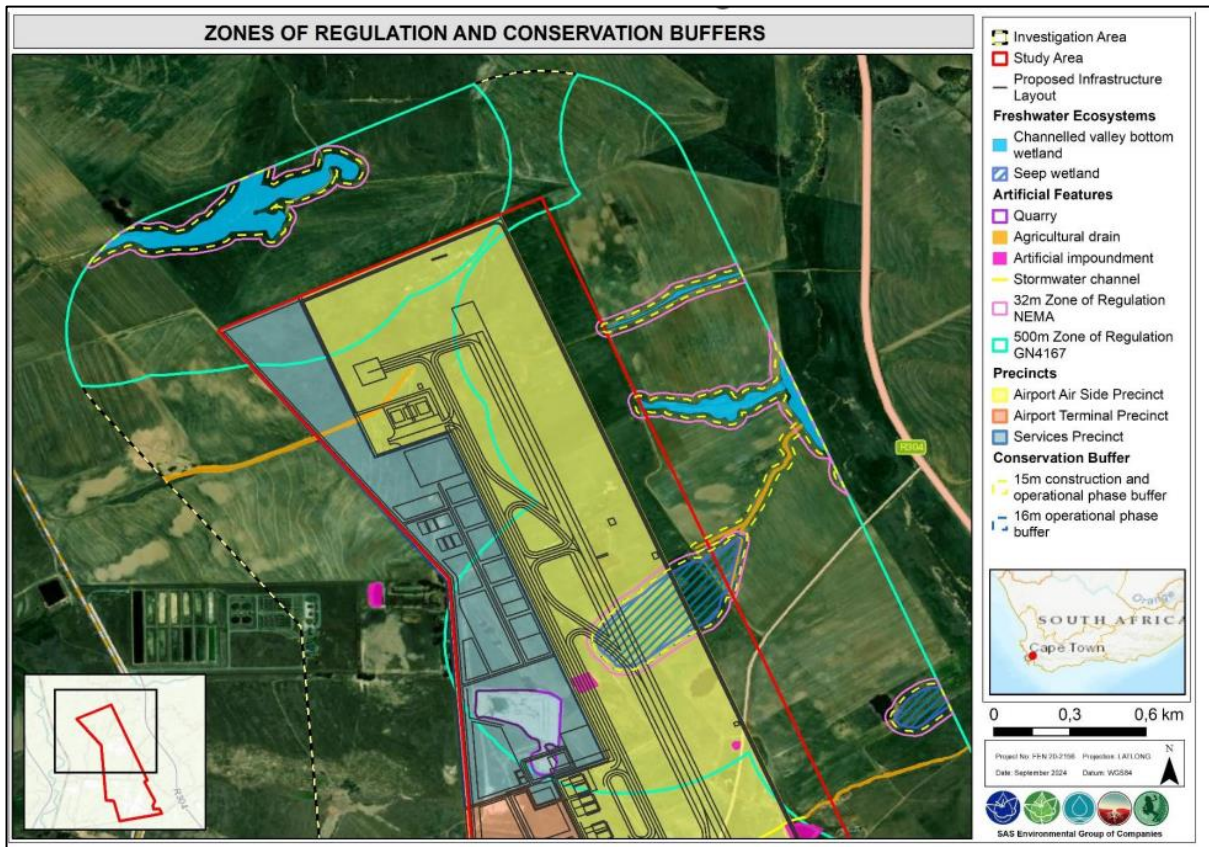 ZONES OF REGULATION AND CONSERVATION BUFFERS
Investigation Area
Study Area
Proposed Infrastructure
Layout
Freshwater Ecosystems
Channelled valley bottom
wetland
Seep wetland
Artificial Features
Quarry
Agricultural drain
Artificial impoundment
Stormwater channel
32m Zone of Regulation
NEMA
500m Zone of Regulation
GN4167
Precincts
Airport Air Side Precinct
Airport Terminal Precinct
Services Precinct
Conservation Buffer
15m construction and
operational phase buffer
16m operational phase
buffer
R304
SOUTH AFRICA
Cape Town
0 0,3 0,6 km
Projection: LATLONG
Date: September 2024 Datum: WGS84
N
SAS Environmental Group of Companies
R304